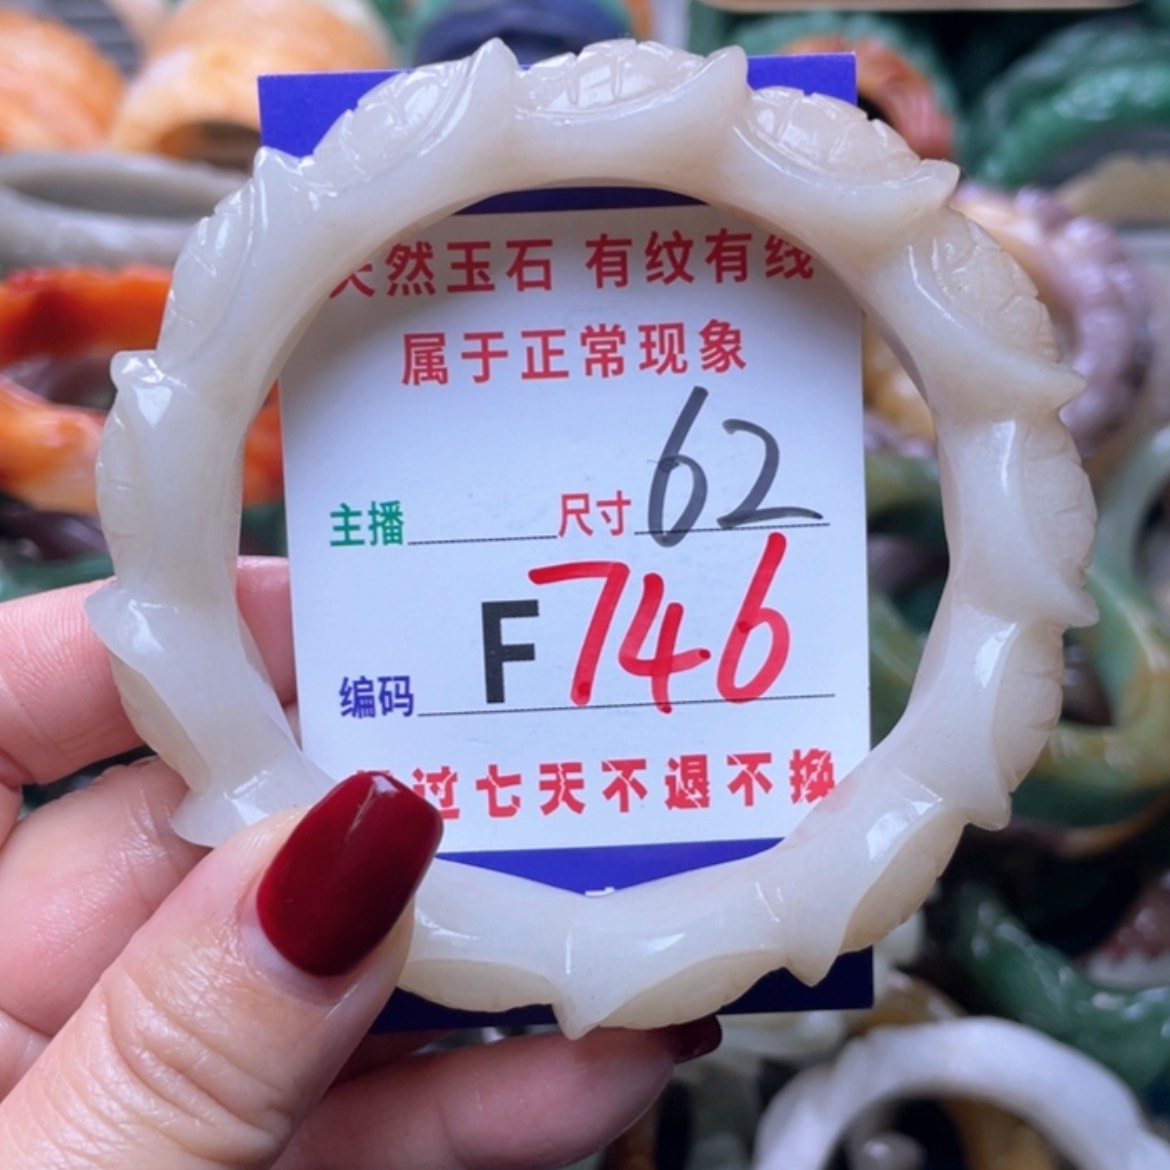 天然玉石 有纹有线
属于正常现象
主播 尺寸 62
编码 F746
过七天不退不换